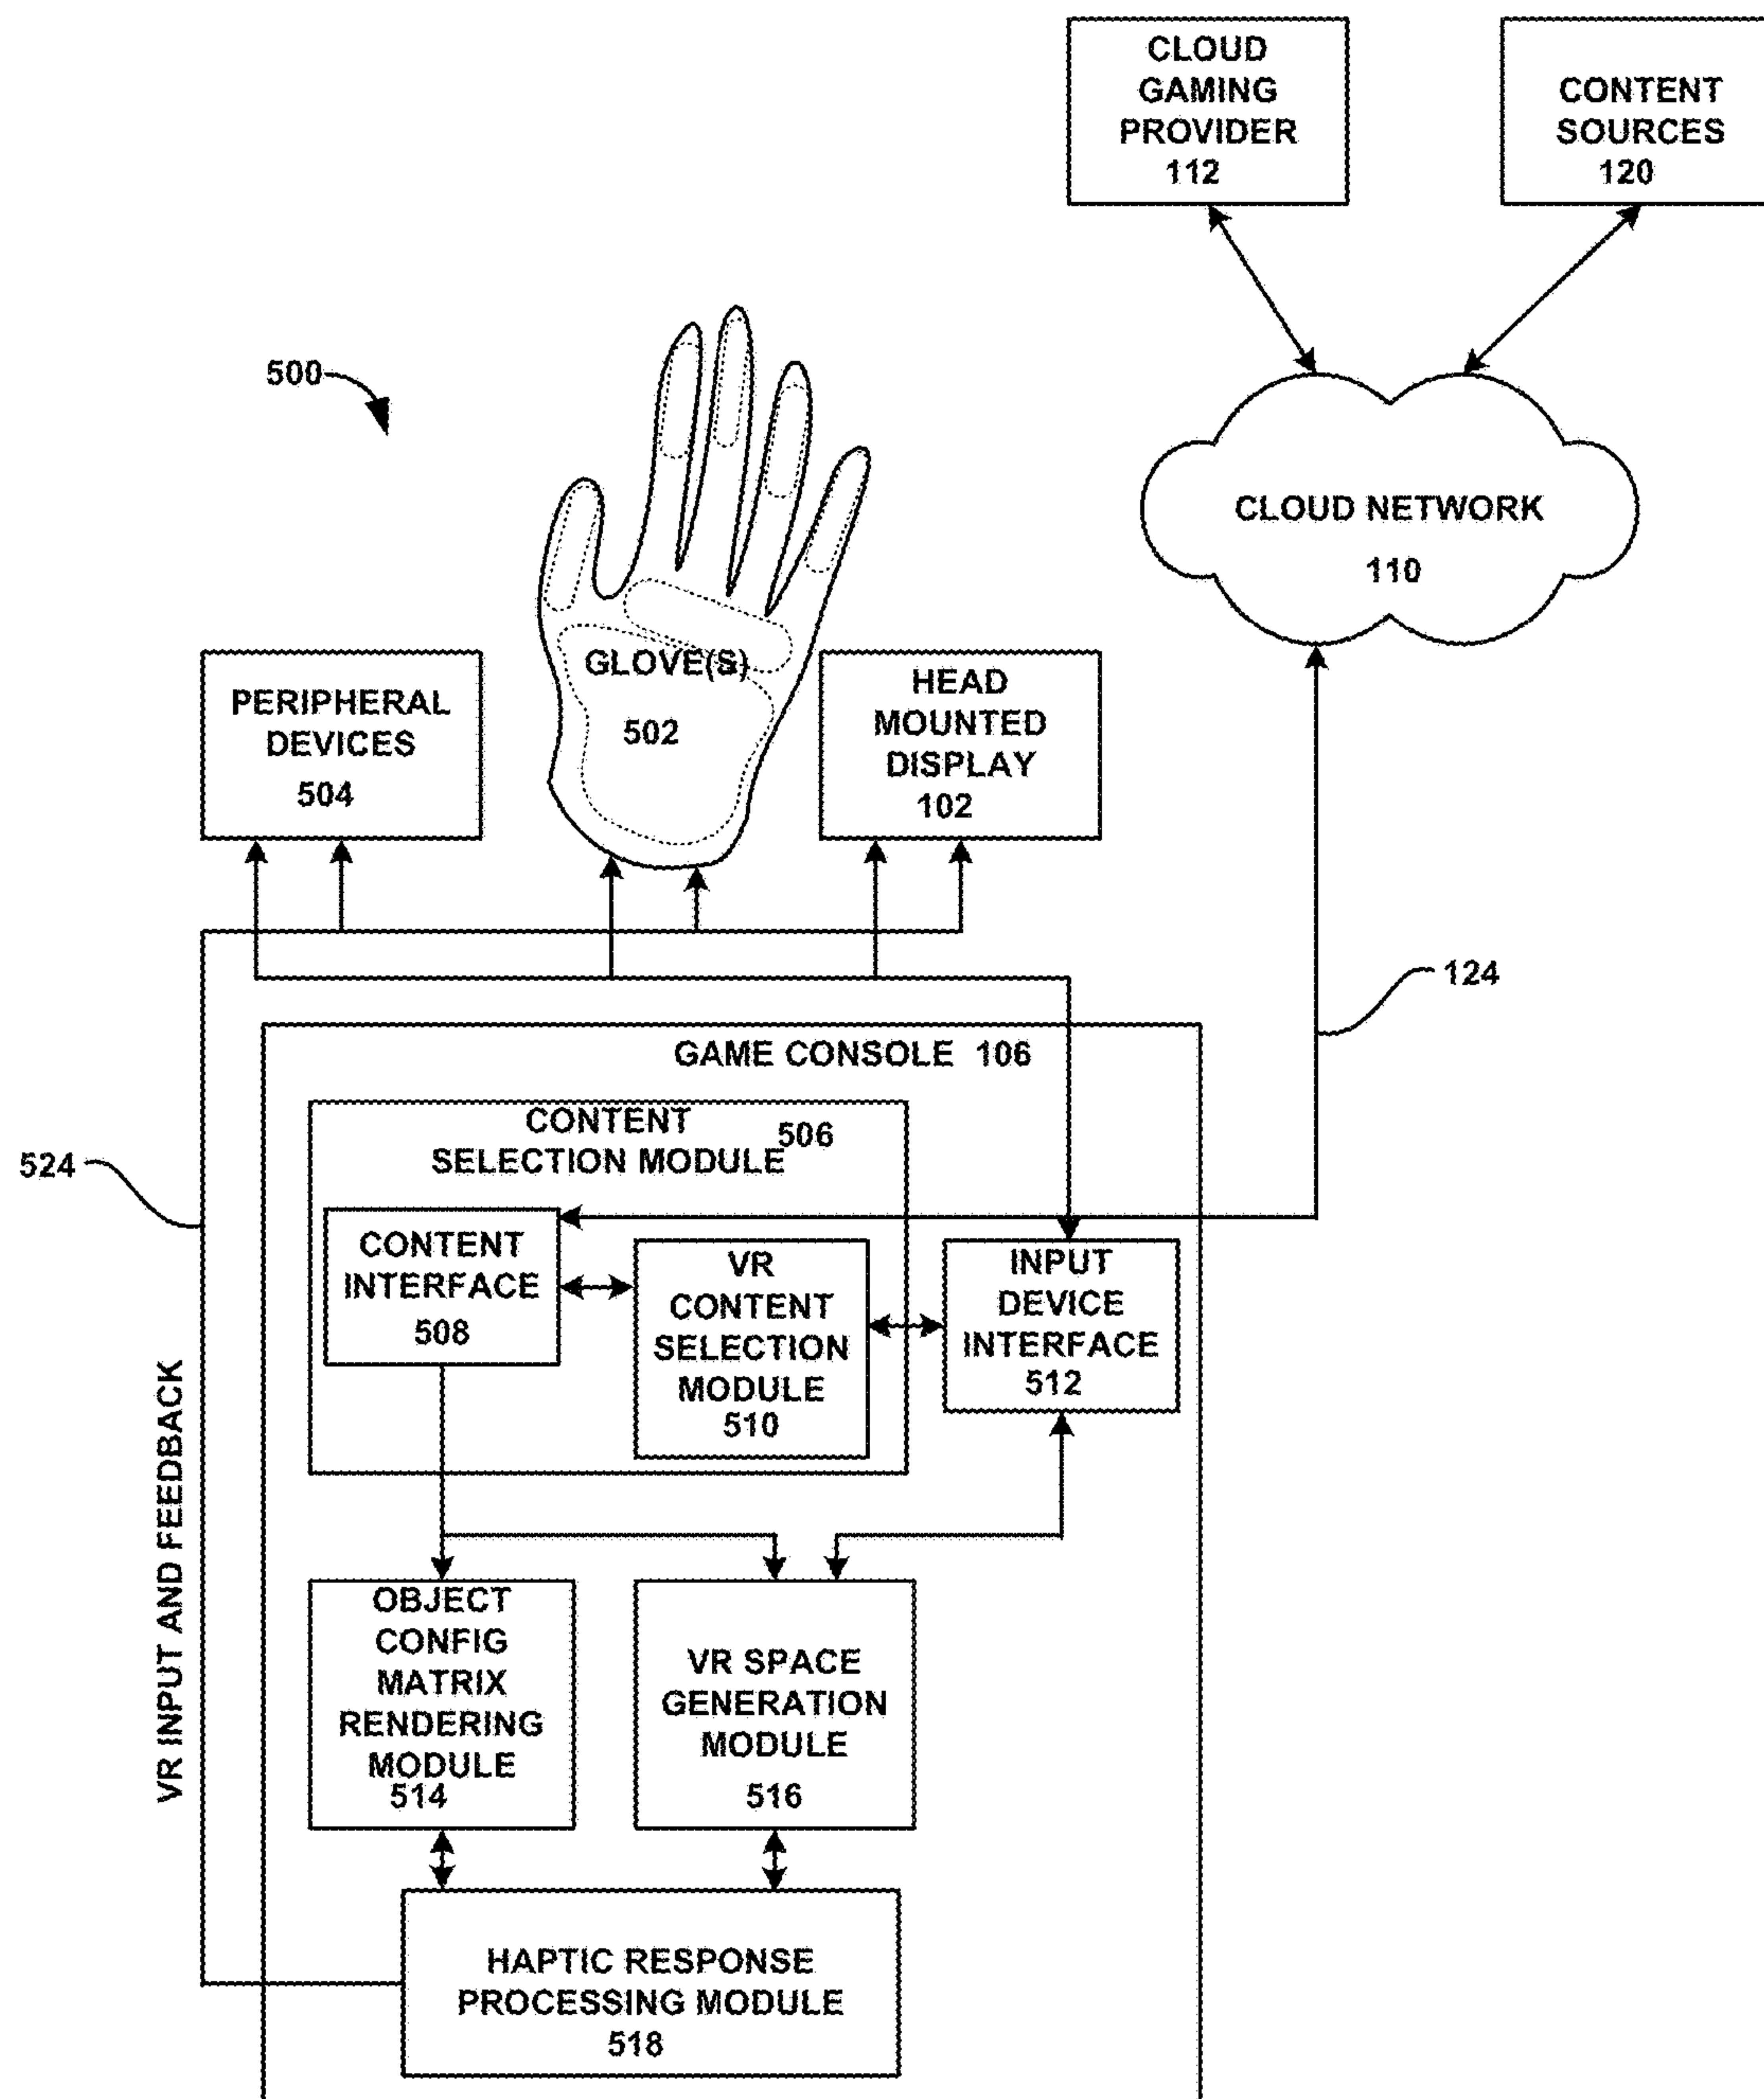 CLOUD
GAMING
PROVIDER
112
CONTENT
SOURCES
120
500
CLOUD NETWORK
110
PERIPHERAL
DEVICES
504
GLOVE(S)
502
HEAD
MOUNTED
DISPLAY
102
124
GAME CONSOLE 106
CONTENT
SELECTION MODULE
506
524
CONTENT
INTERFACE
508
VR
CONTENT
SELECTION
MODULE
510
INPUT
DEVICE
INTERFACE
512
VR INPUT AND FEEDBACK
OBJECT
CONFIG
MATRIX
RENDERING
MODULE
514
VR SPACE
GENERATION
MODULE
516
HAPTIC RESPONSE
PROCESSING MODULE
518